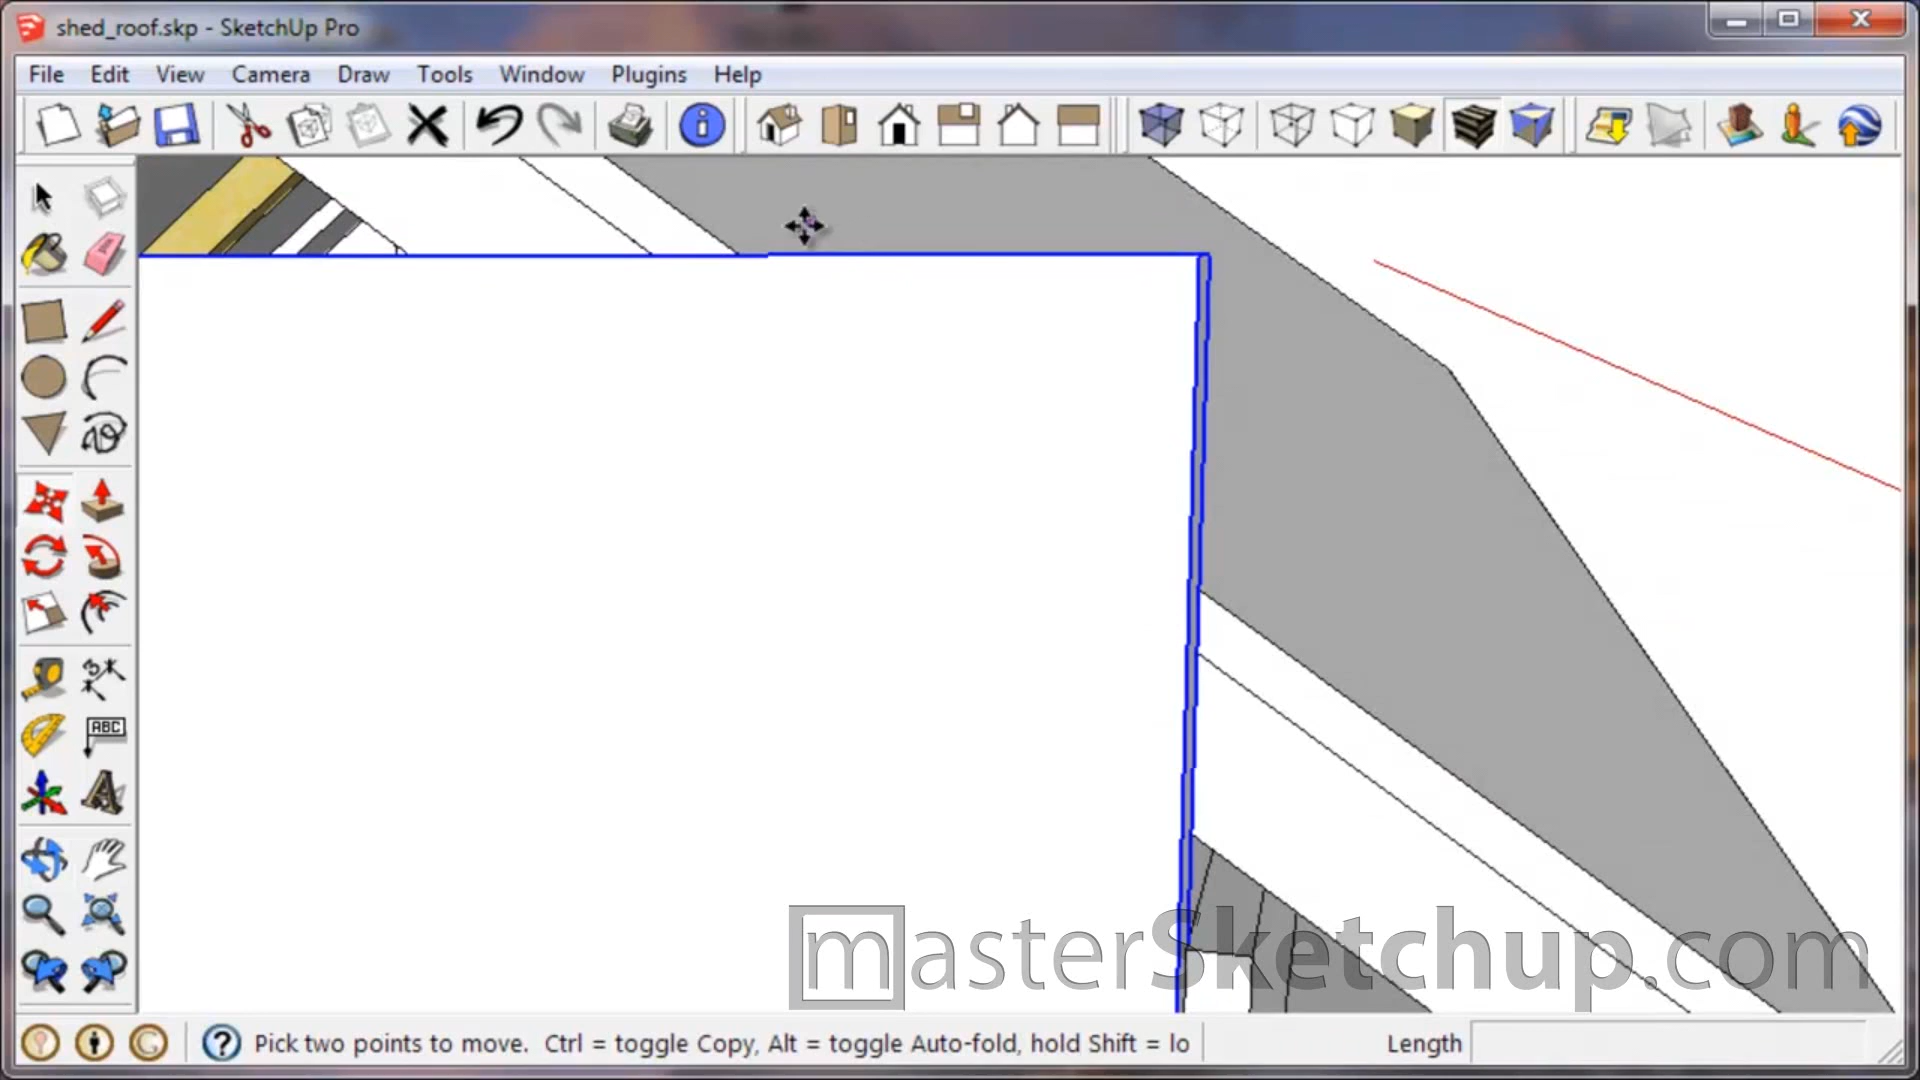 shed_roof.skp - SketchUp Pro
File Edit View Camera Draw Tools Window Plugins Help
ABC
masterSketchup.com
Pick two points to move. Ctrl = toggle Copy, Alt = toggle Auto-fold, hold Shift = lo
Length